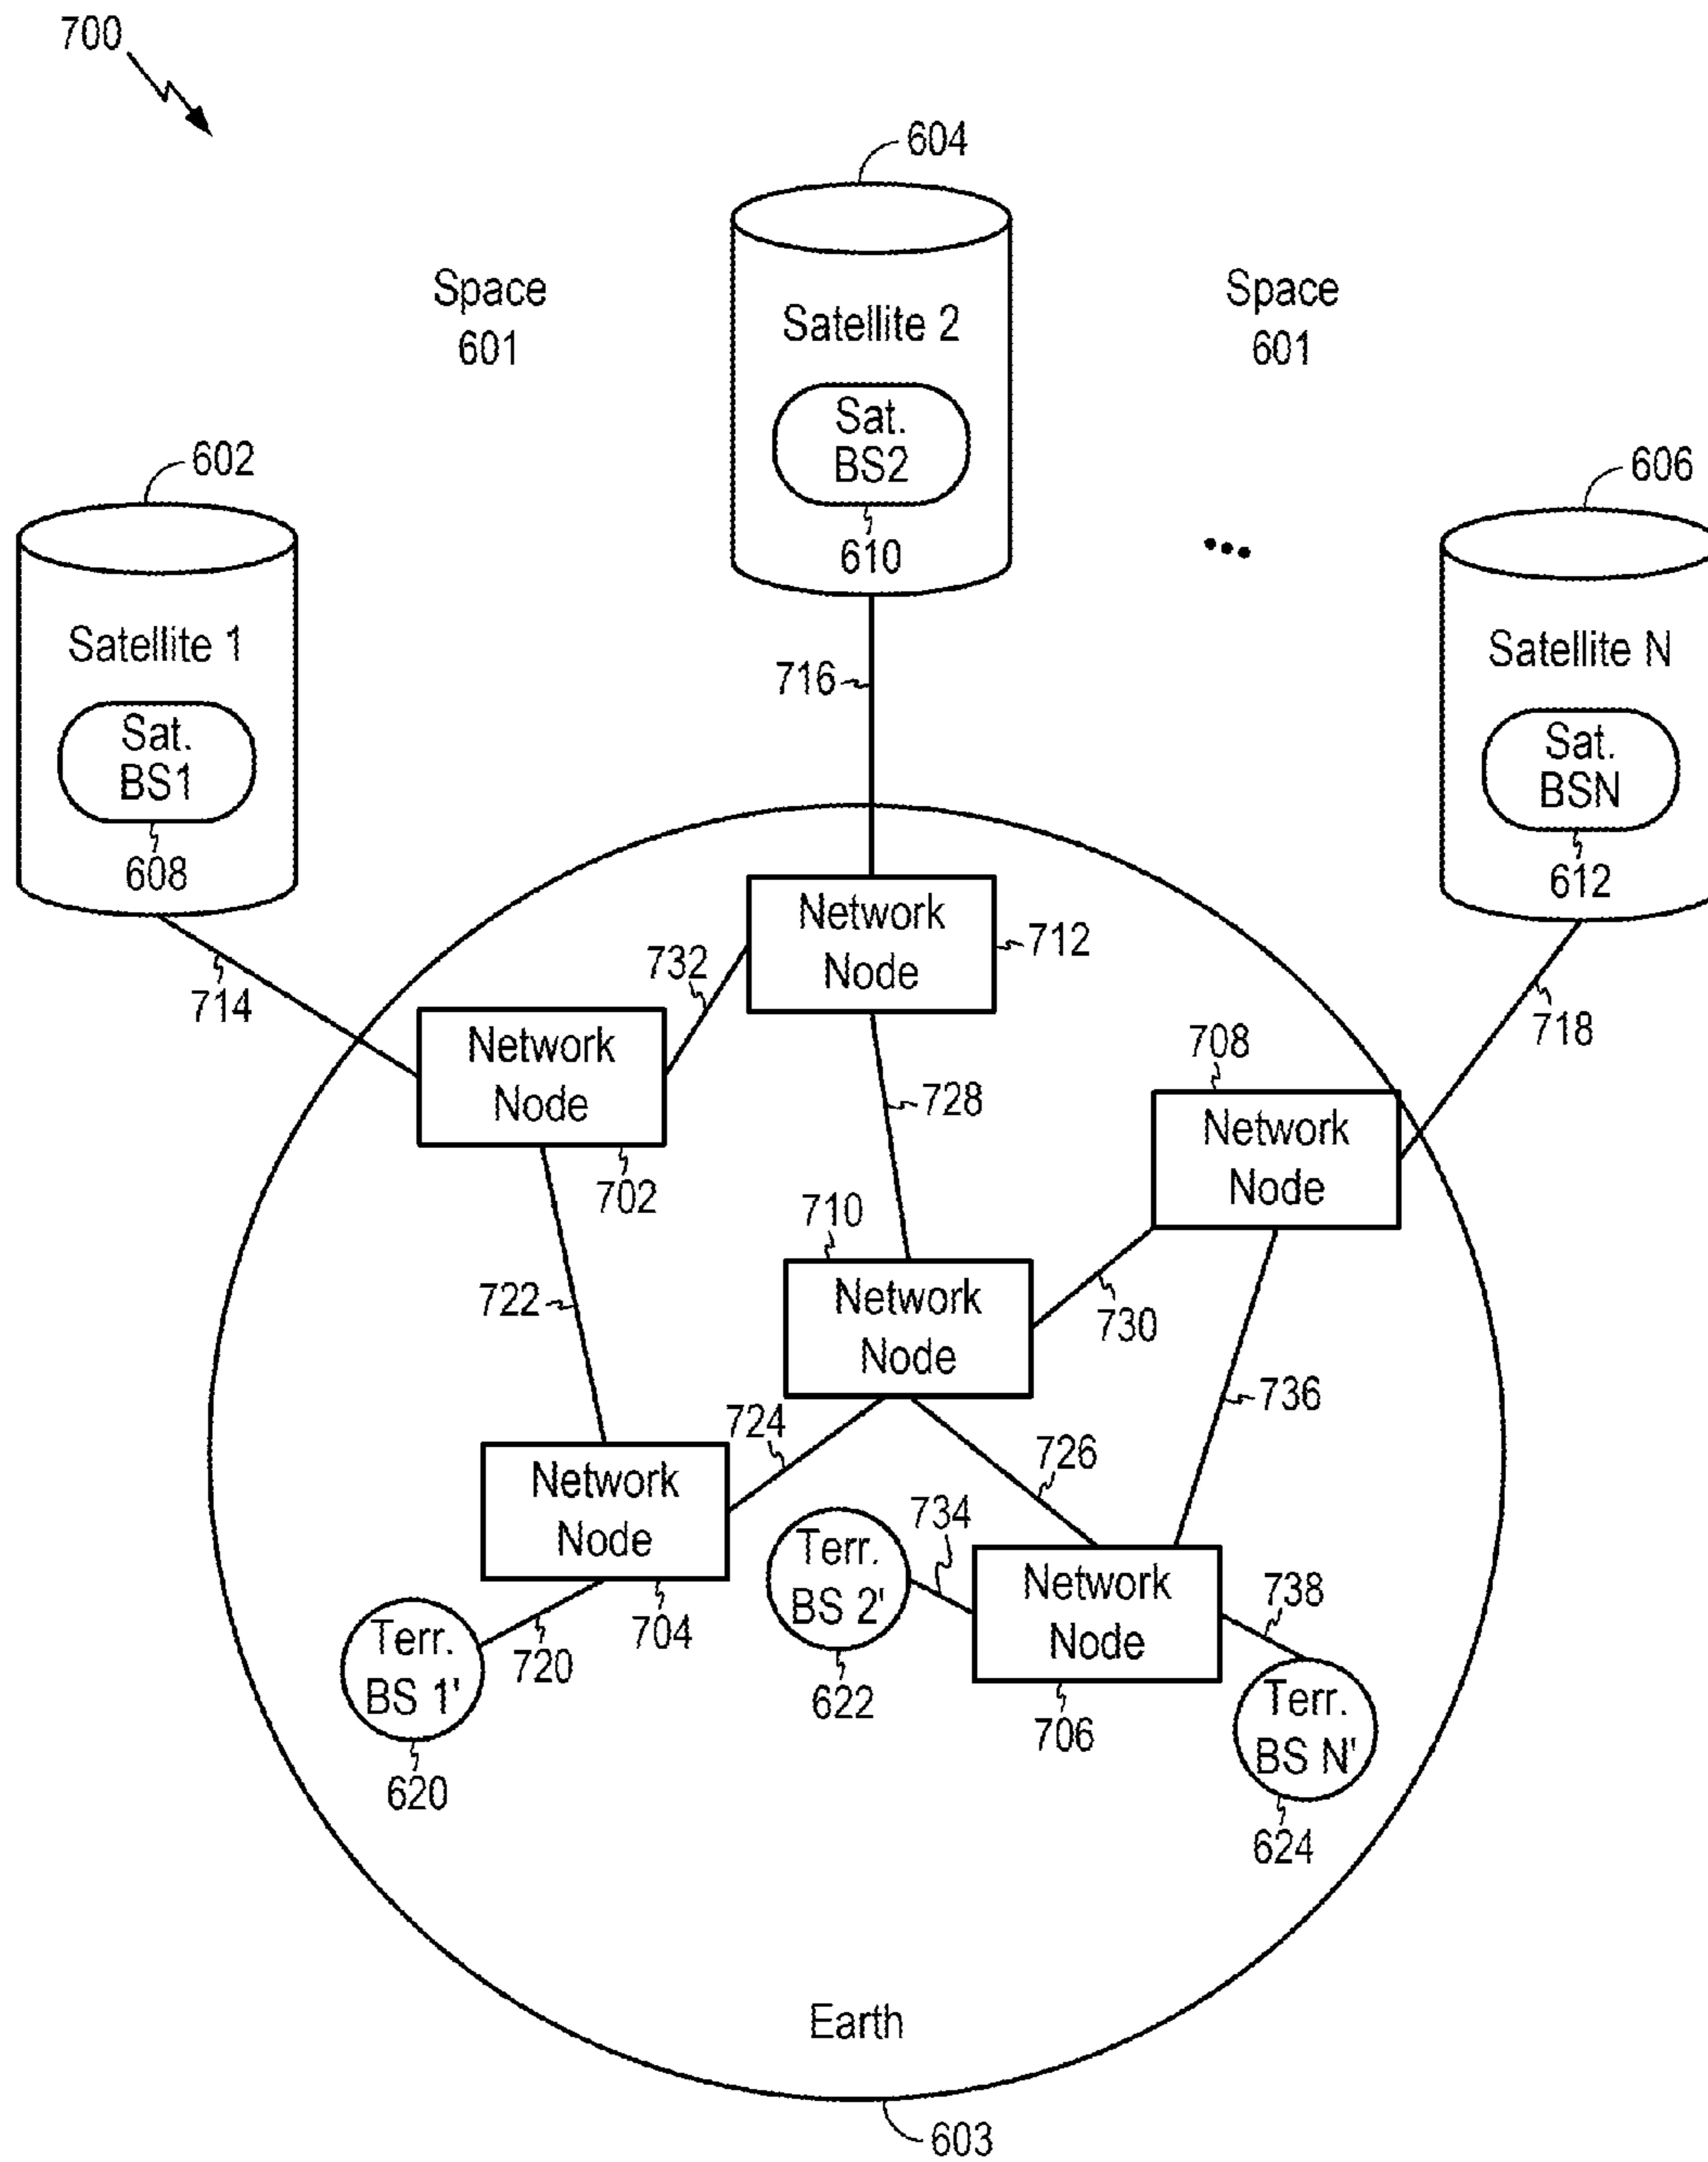 700
604
Space
601
Space
601
Satellite 2
Sat.
BS2
610
602
606
Satellite 1
Sat.
BS1
608
Satellite N
Sat.
BSN
612
716
714
732
Network
Node
712
718
Network
Node
702
728
708
Network
Node
710
722
Network
Node
730
736
724
726
Network
Node
704
734
Terr.
BS 2'
622
Network
Node
706
738
Terr.
BS 1'
720
620
Terr.
BS N'
624
Earth
603